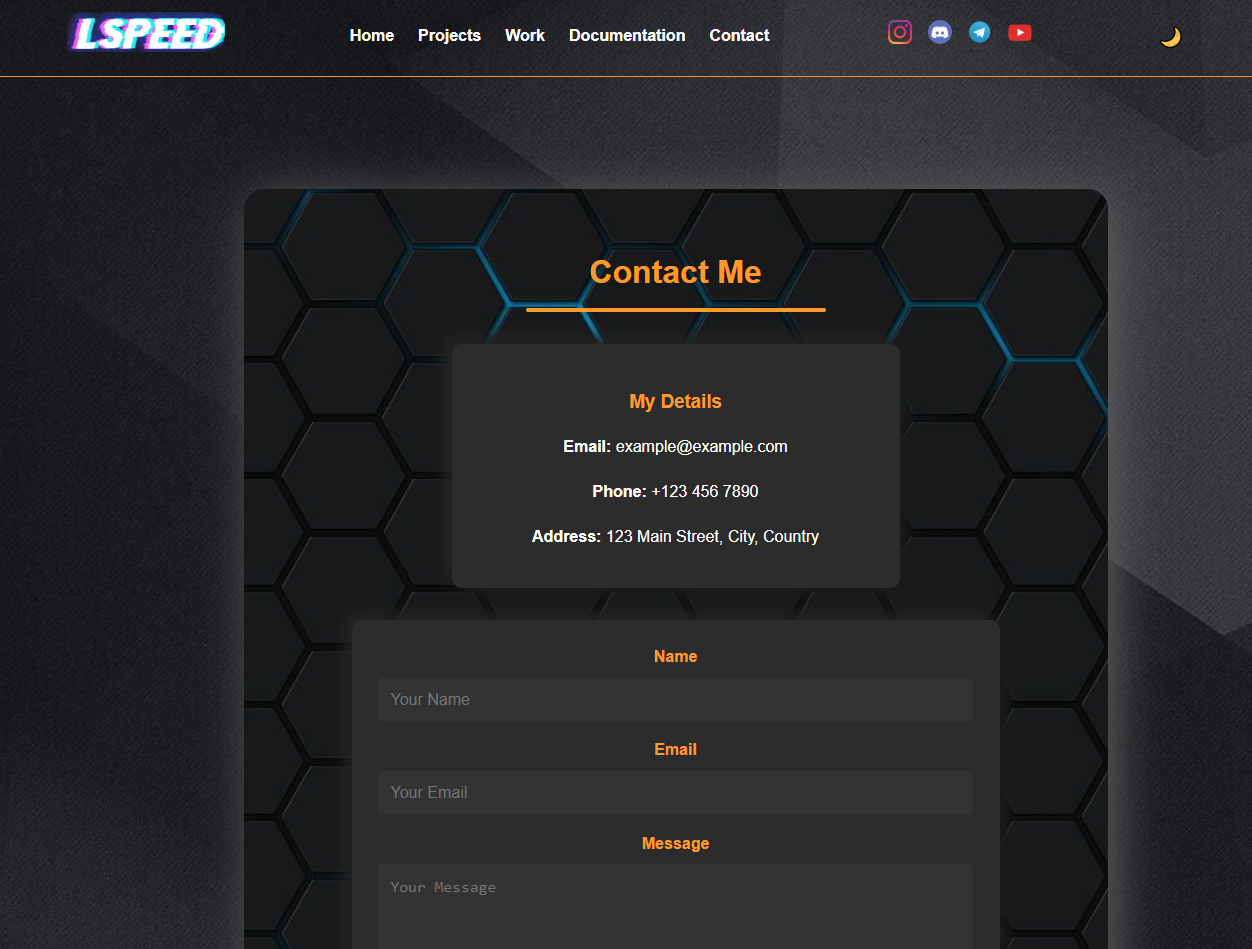 LSPEED
Home Projects Work Documentation Contact
Contact Me
My Details
Email: example@example.com
Phone: +123 456 7890
Address: 123 Main Street, City, Country
Name
Your Name
Email
Your Email
Message
Your Message